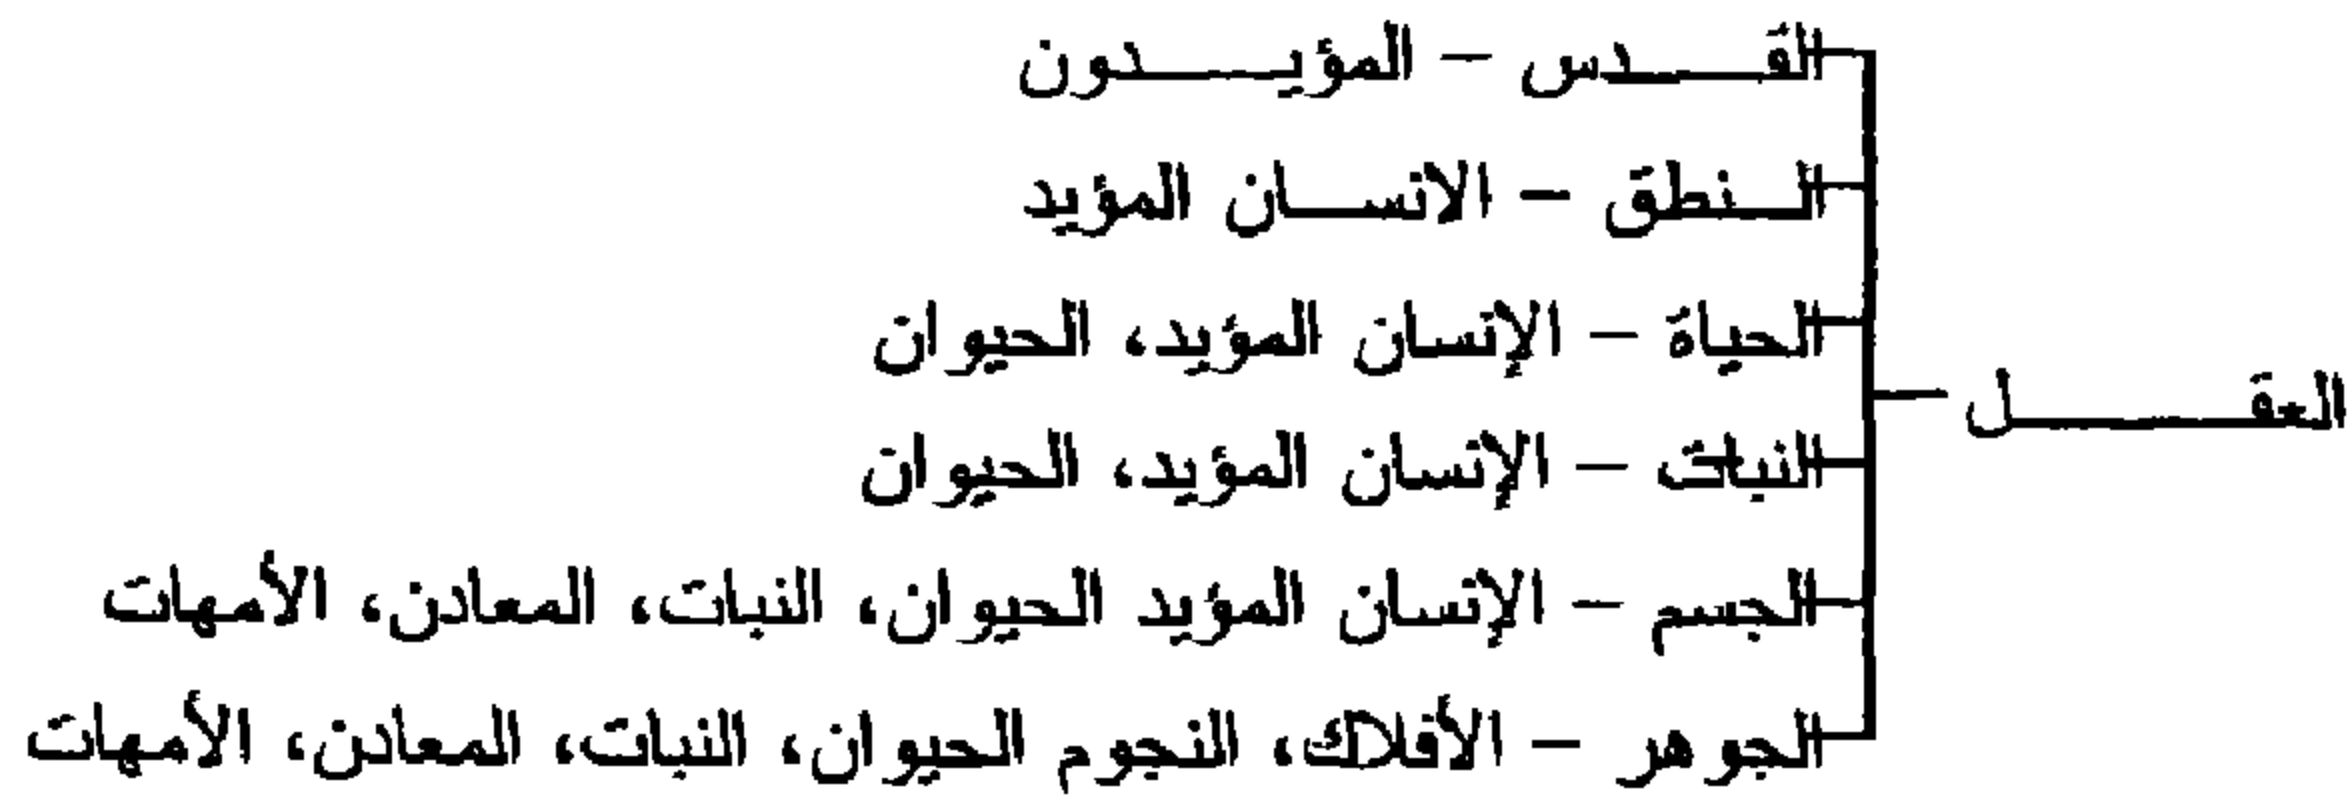 القدس – المؤيدون
النطق – الانسان المؤيد
الحياة – الإنسان المؤيد، الحيوان
العقل –
النبات – الإنسان المؤيد، الحيوان
الجسم – الإنسان المؤيد الحيوان، النبات، المعادن، الأمهات
الجوهر – الأفلاك، النجوم الحيوان، النبات، المعادن، الأمهات